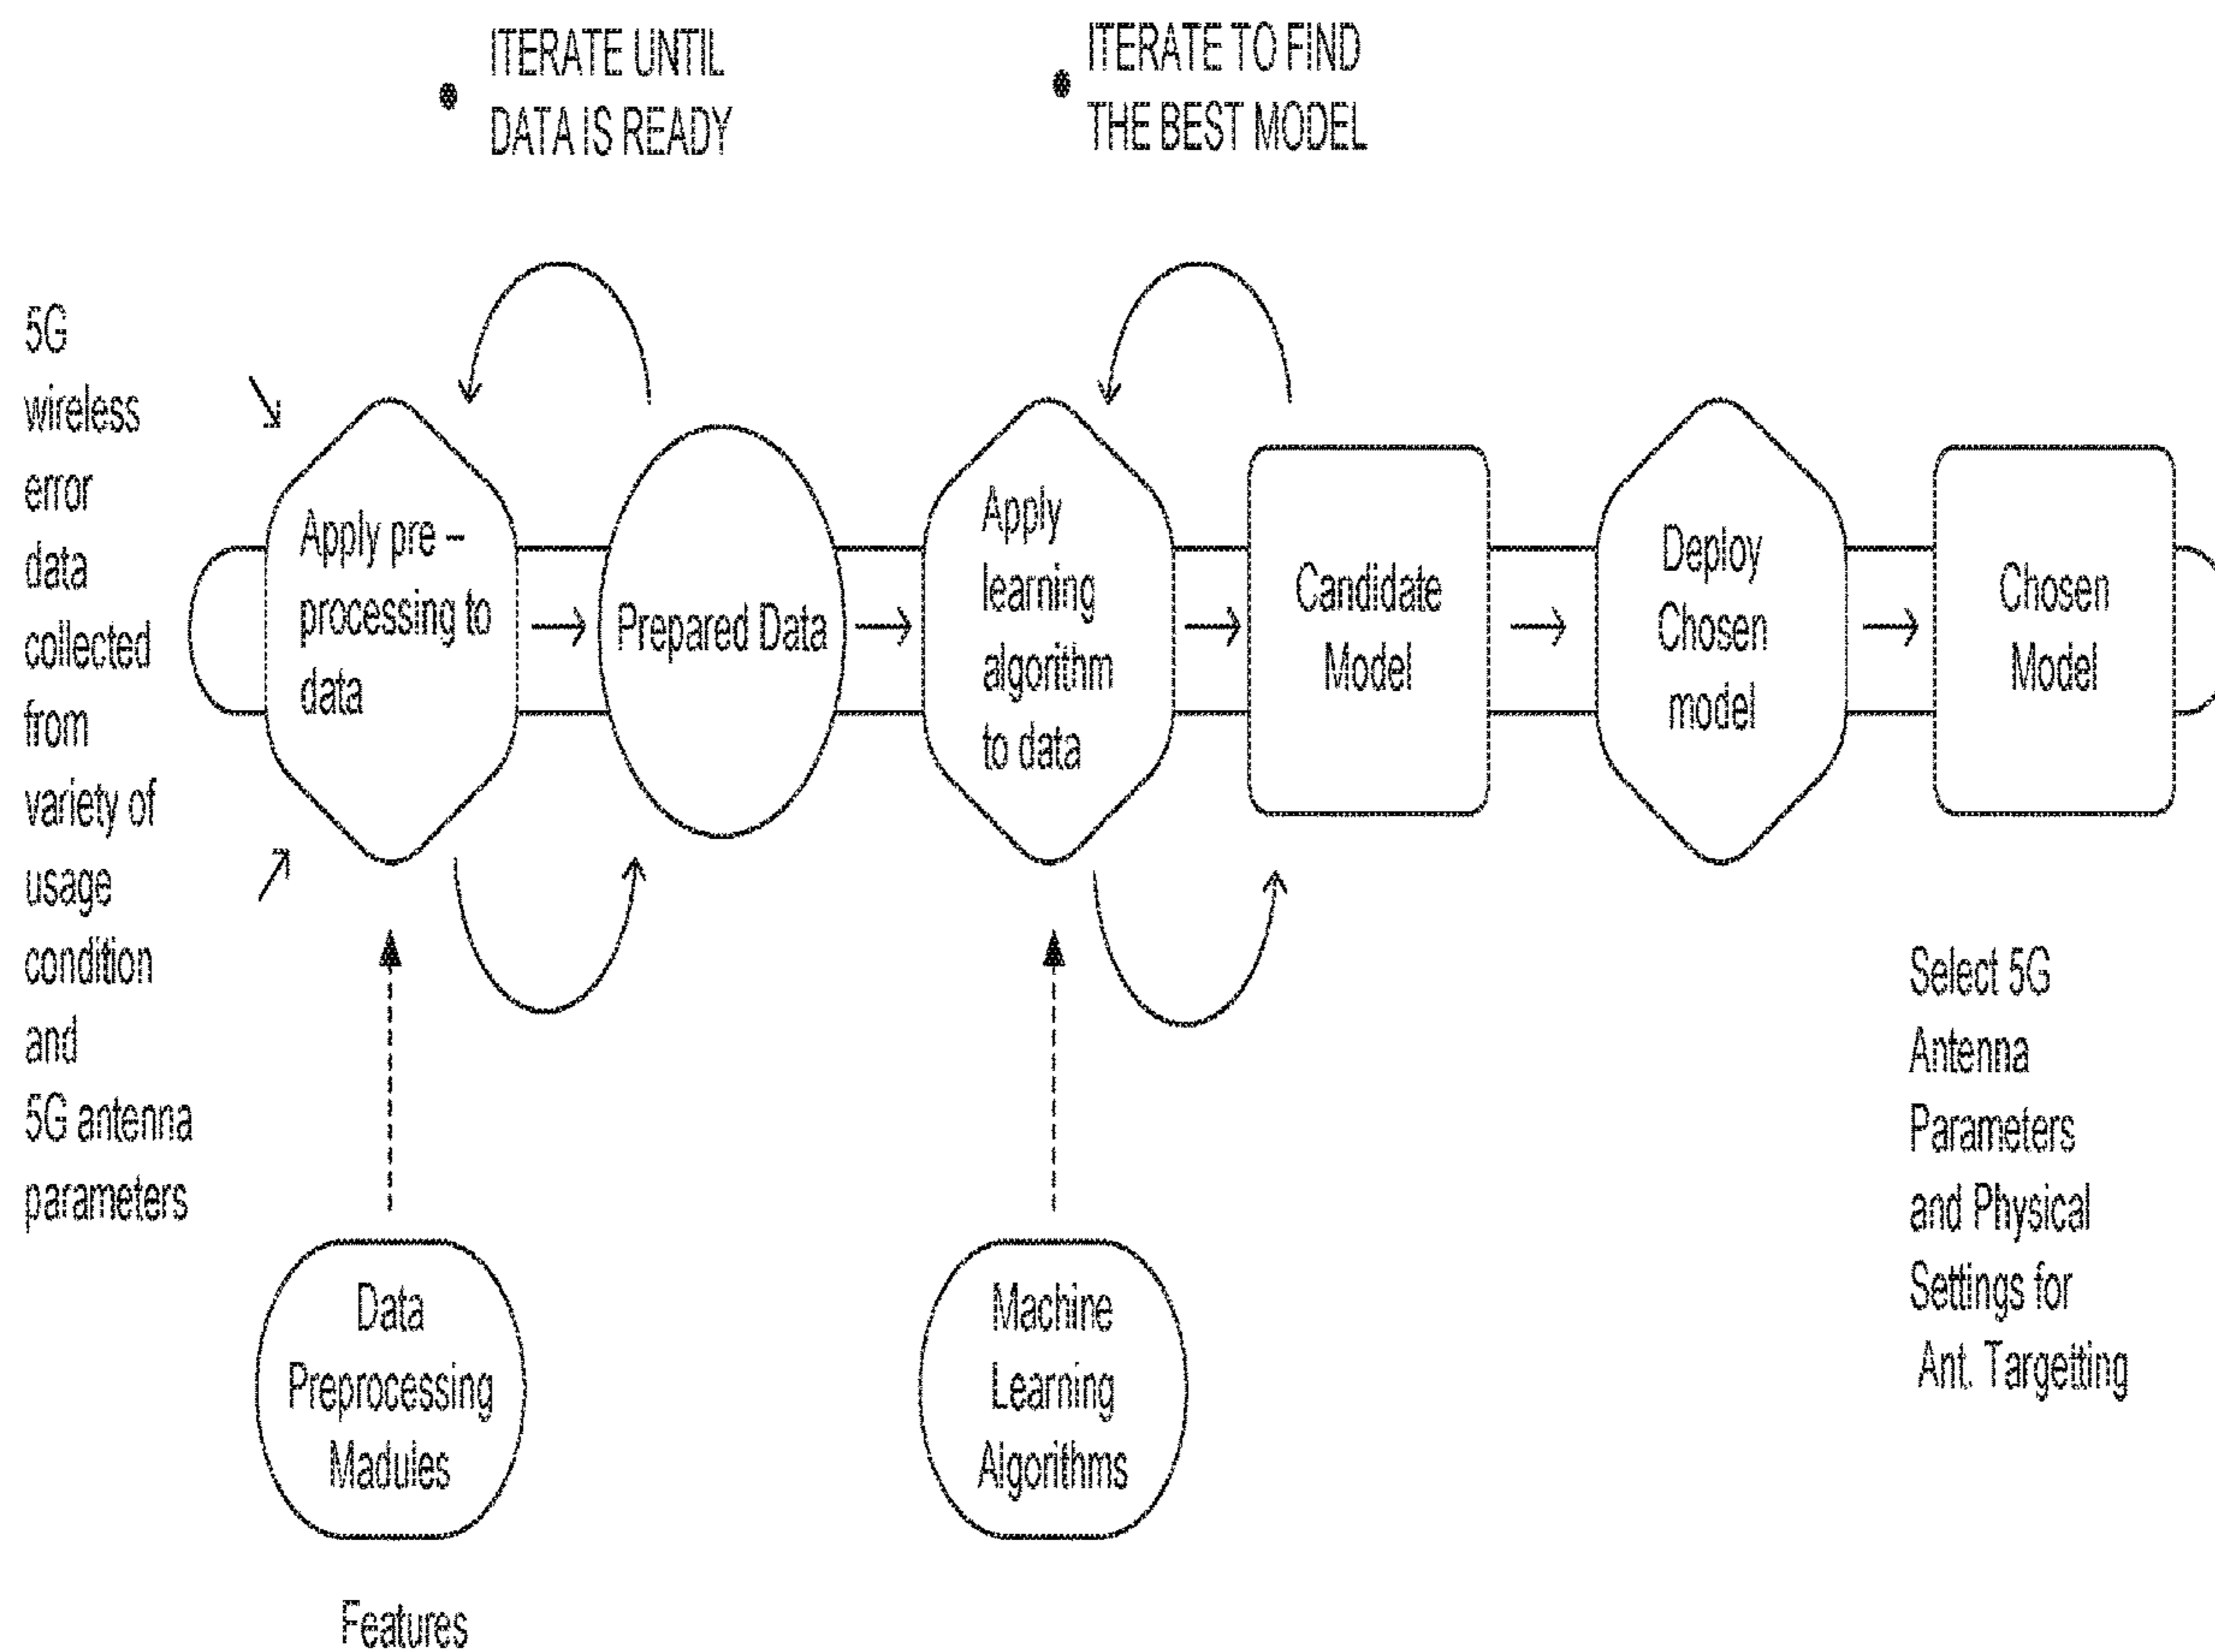 ITERATE UNTIL
DATA IS READY
ITERATE TO FIND
THE BEST MODEL
5G
wireless
error
data
collected
from
variety of
usage
condition
and
5G antenna
parameters
Apply pre –
processing to
data
Prepared Data
Apply
learning
algorithm
to data
Candidate
Model
Deploy
Chosen
model
Chosen
Model
Select 5G
Antenna
Parameters
and Physical
Settings for
Ant. Targetting
Data
Preprocessing
Madules
Machine
Learning
Algorithms
Features